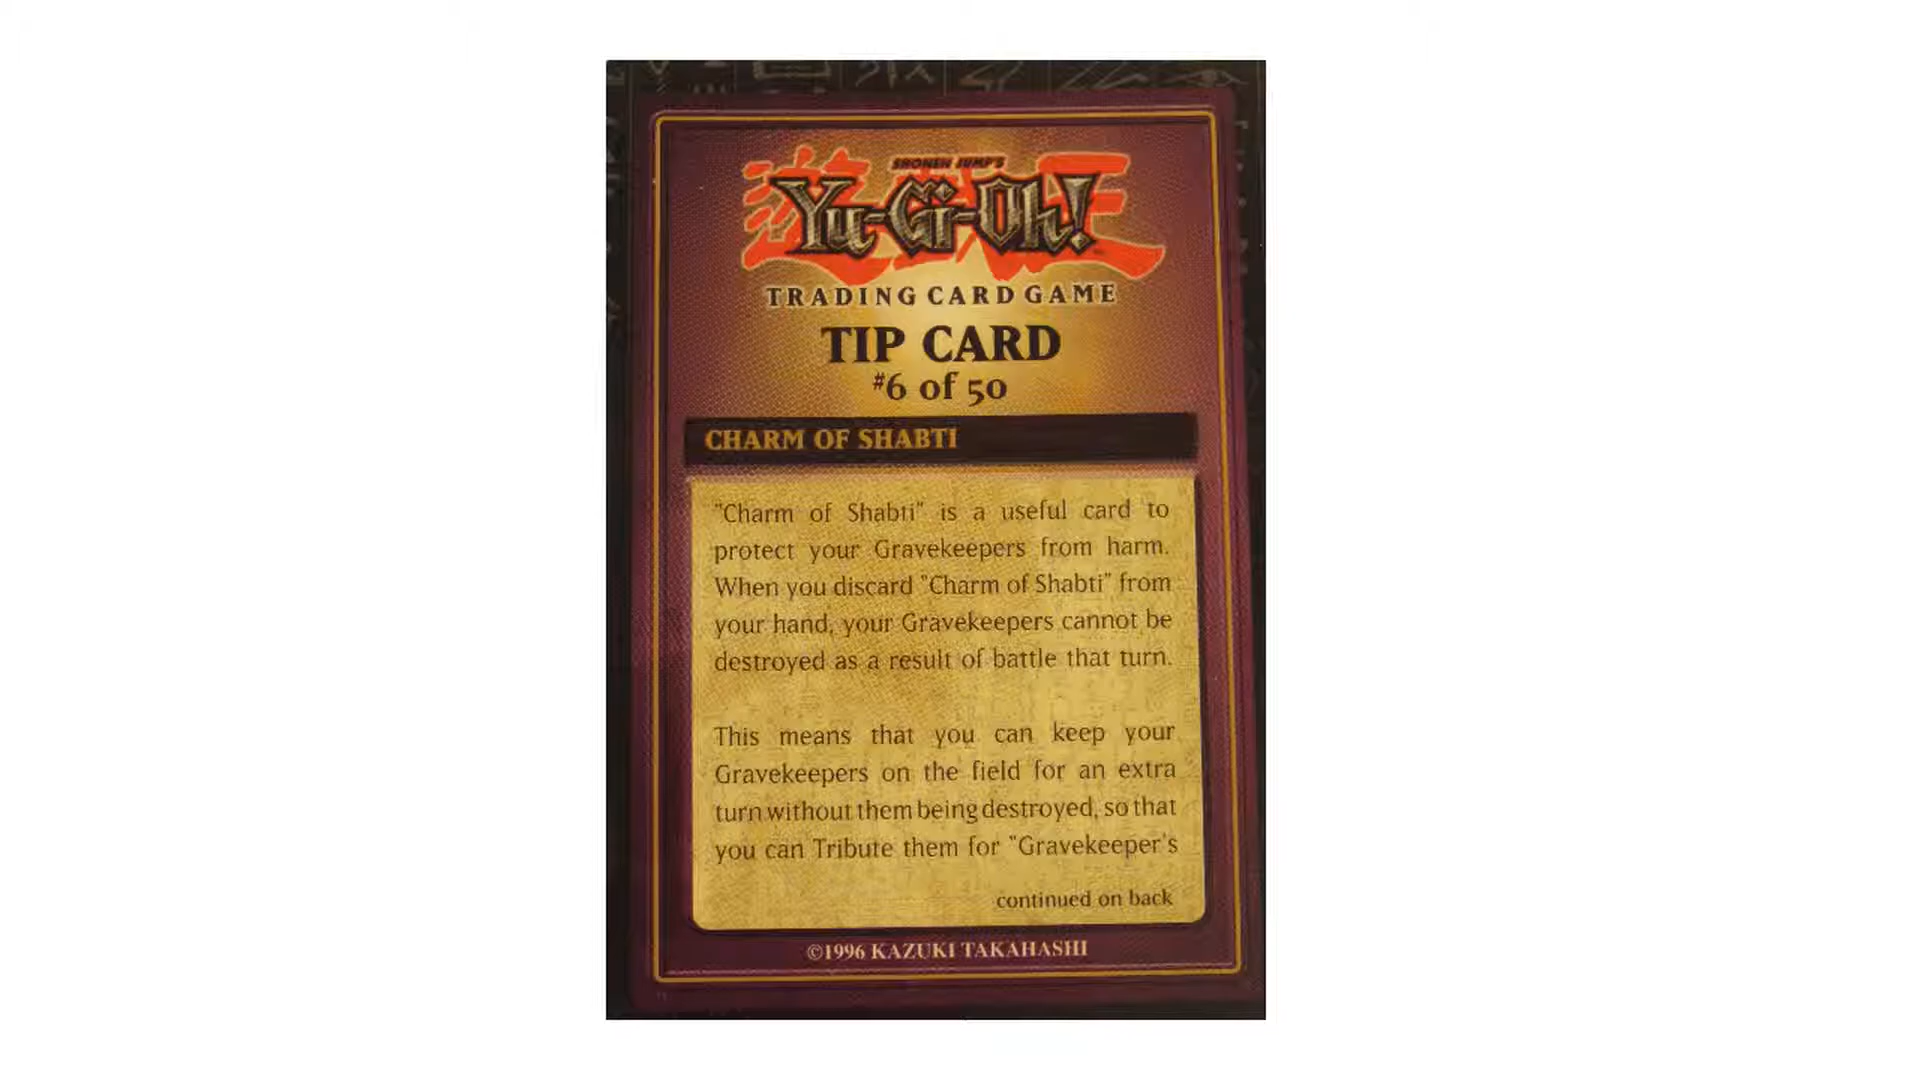 SHONEN JUMP'S
遊戯王
Yu-Gi-Oh!
TRADING CARD GAME
TIP CARD
#6 of 50
CHARM OF SHABTI
"Charm of Shabti" is a useful card to
protect your Gravekeepers from harm.
When you discard "Charm of Shabti" from
your hand, your Gravekeepers cannot be
destroyed as a result of battle that turn.
This means that you can keep your
Gravekeepers on the field for an extra
turn without them being destroyed, so that
you can Tribute them for "Gravekeeper's
continued on back
©1996 KAZUKI TAKAHASHI